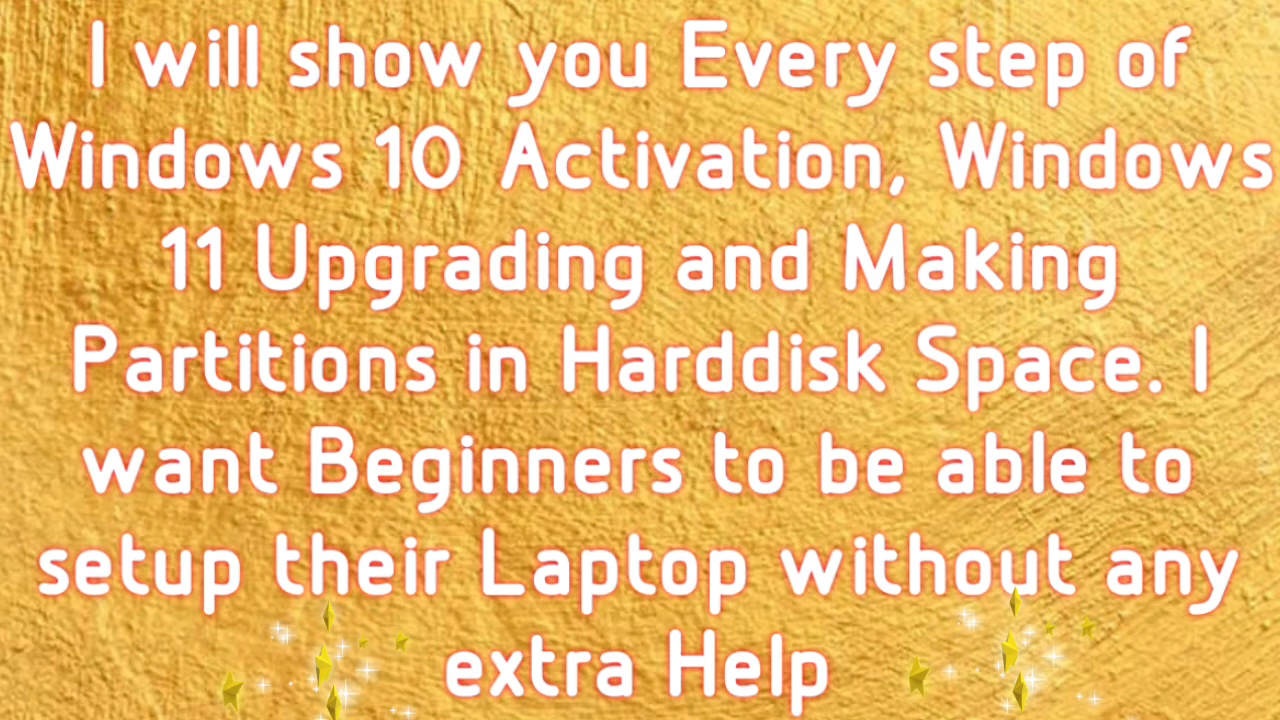 I will show you Every step of
Windows 10 Activation, Windows
11 Upgrading and Making
Partitions in Harddisk Space. I
want Beginners to be able to
setup their Laptop without any
extra Help